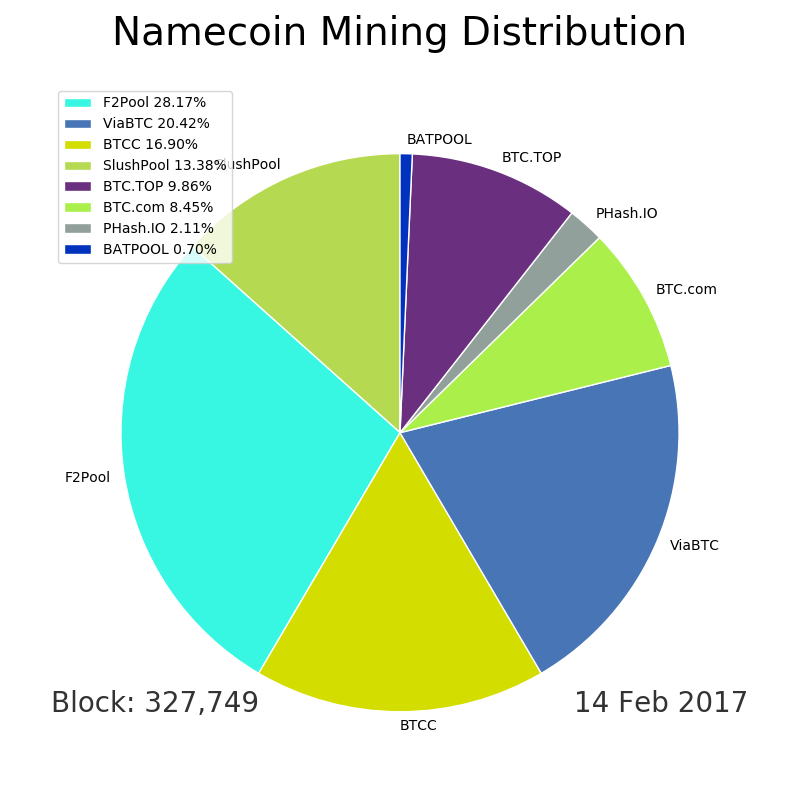 Namecoin Mining Distribution
F2Pool 28.17%
ViaBTC 20.42%
BTCC 16.90%
SlushPool 13.38%
BTC.TOP 9.86%
BTC.com 8.45%
PHash.IO 2.11%
BATPOOL 0.70%
BATPOOL
BTC.TOP
SlushPool
PHash.IO
BTC.com
F2Pool
ViaBTC
BTCC
Block: 327,749
14 Feb 2017